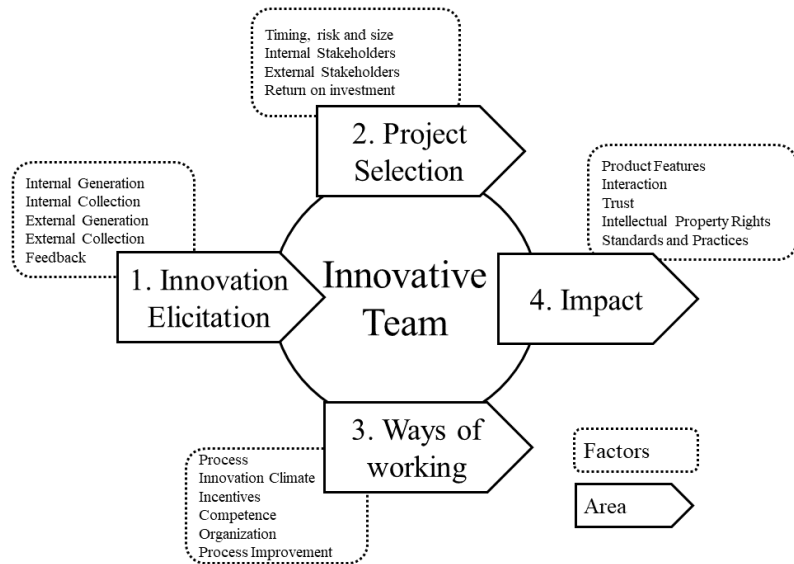 Timing, risk and size
Internal Stakeholders
External Stakeholders
Return on investment
2. Project
Selection
Internal Generation
Internal Collection
External Generation
External Collection
Feedback
1. Innovation
Elicitation
Innovative
Team
Product Features
Interaction
Trust
Intellectual Property Rights
Standards and Practices
4. Impact
3. Ways of
working
Process
Innovation Climate
Incentives
Competence
Organization
Process Improvement
Factors
Area